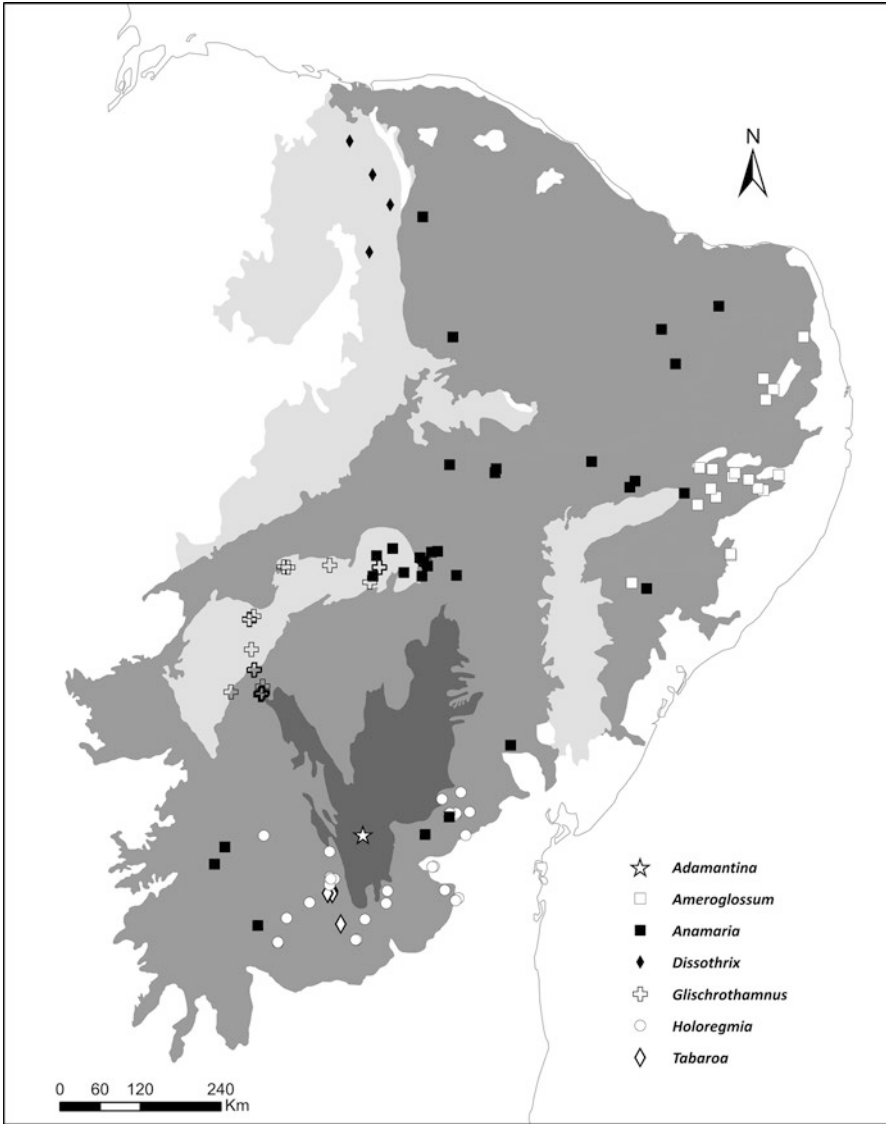 N
Adamantina
Ameroglossum
Anamaria
Dissothrix
Glischrothamnus
Holoregmia
Tabaroa
0 60 120 240
Km